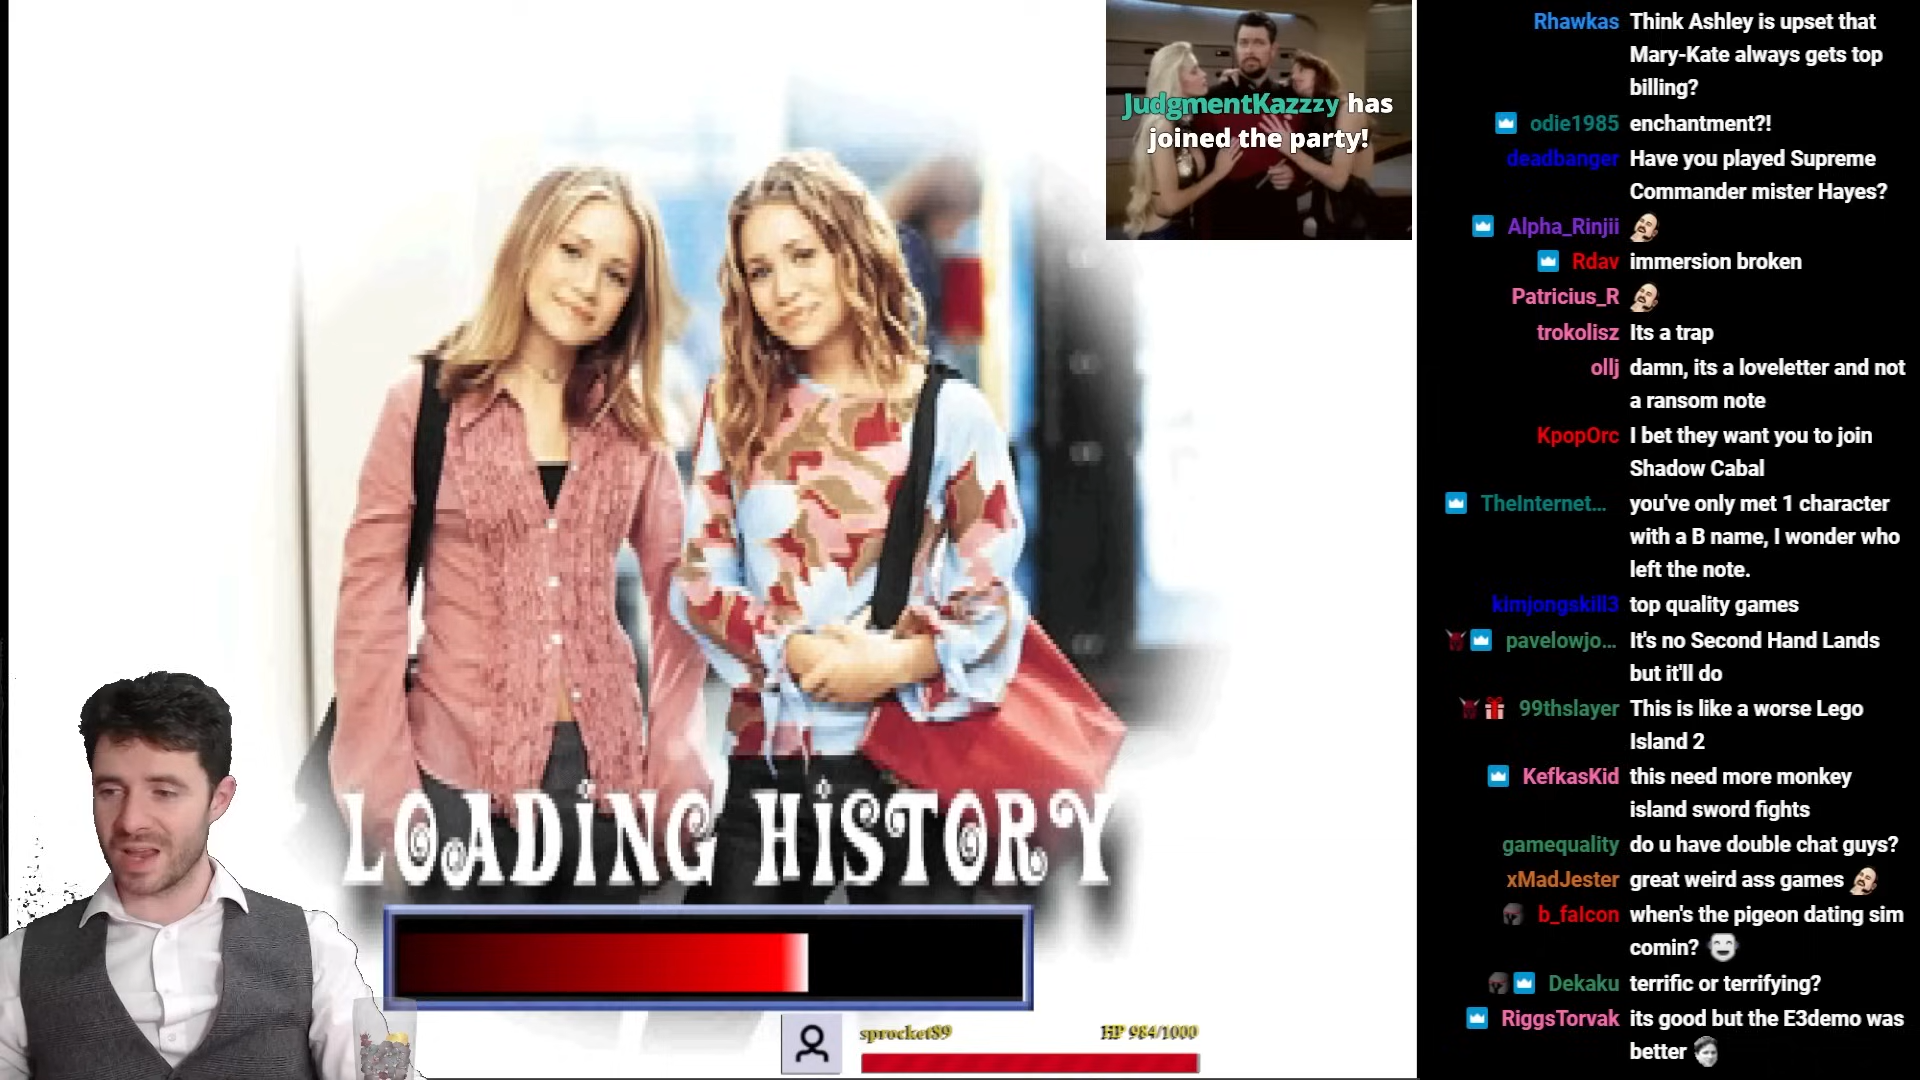 JudgmentKazzzy has
joined the party!
LOADiNG HiSTORY
sprocket89 HP 984/1000
Rhawkas Think Ashley is upset that
Mary-Kate always gets top
billing?
odie1985 enchantment?!
deadbanger Have you played Supreme
Commander mister Hayes?
Alpha_Rinjii
Rdav immersion broken
Patricius_R
trokolisz Its a trap
ollj damn, its a loveletter and not
a ransom note
KpopOrc I bet they want you to join
Shadow Cabal
TheInternet... you've only met 1 character
with a B name, I wonder who
left the note.
kimjongskill3 top quality games
pavelowjo... It's no Second Hand Lands
but it'll do
99thslayer This is like a worse Lego
Island 2
KefkasKid this need more monkey
island sword fights
gamequality do u have double chat guys?
xMadJester great weird ass games
b_falcon when's the pigeon dating sim
comin?
Dekaku terrific or terrifying?
RiggsTorvak its good but the E3demo was
better